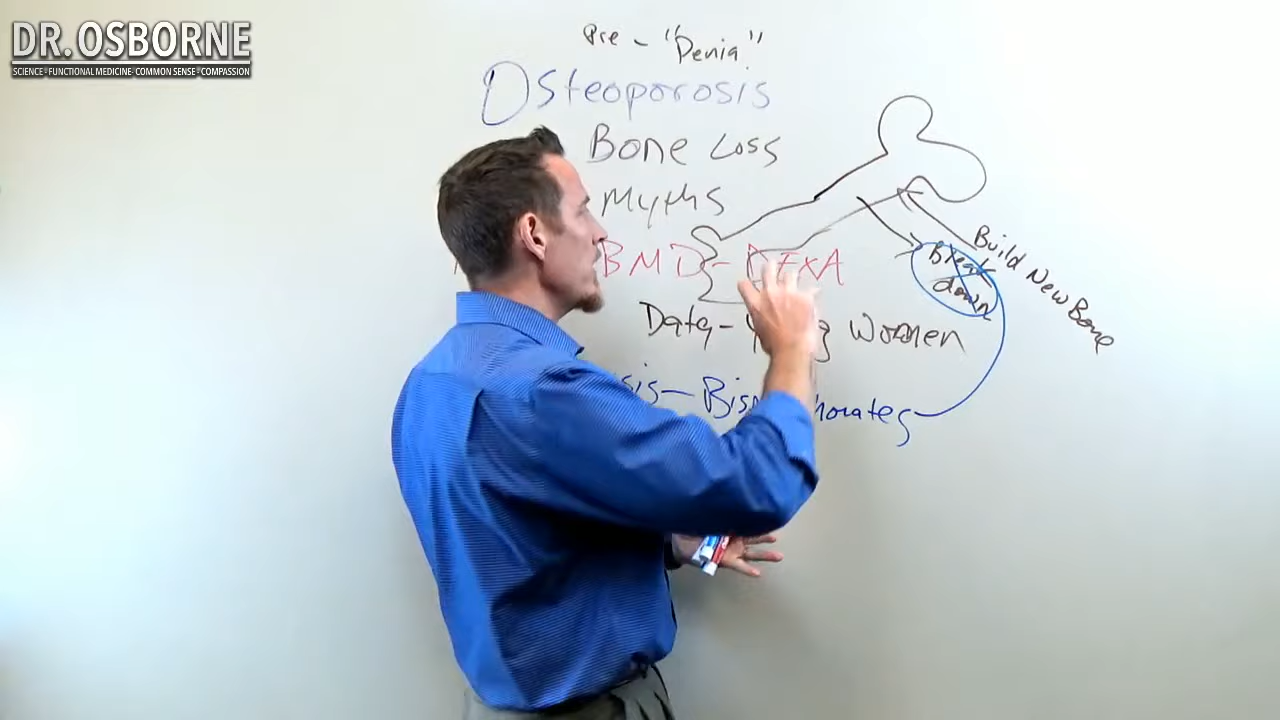 DR. OSBORNE
SCIENCE - FUNCTIONAL MEDICINE - COMMON SENSE - COMPASSION
Pre - "Penia"
Osteoporosis
Bone Loss
Myths
BMD - DEXA
Build New Bone
Break
down
Data - Women